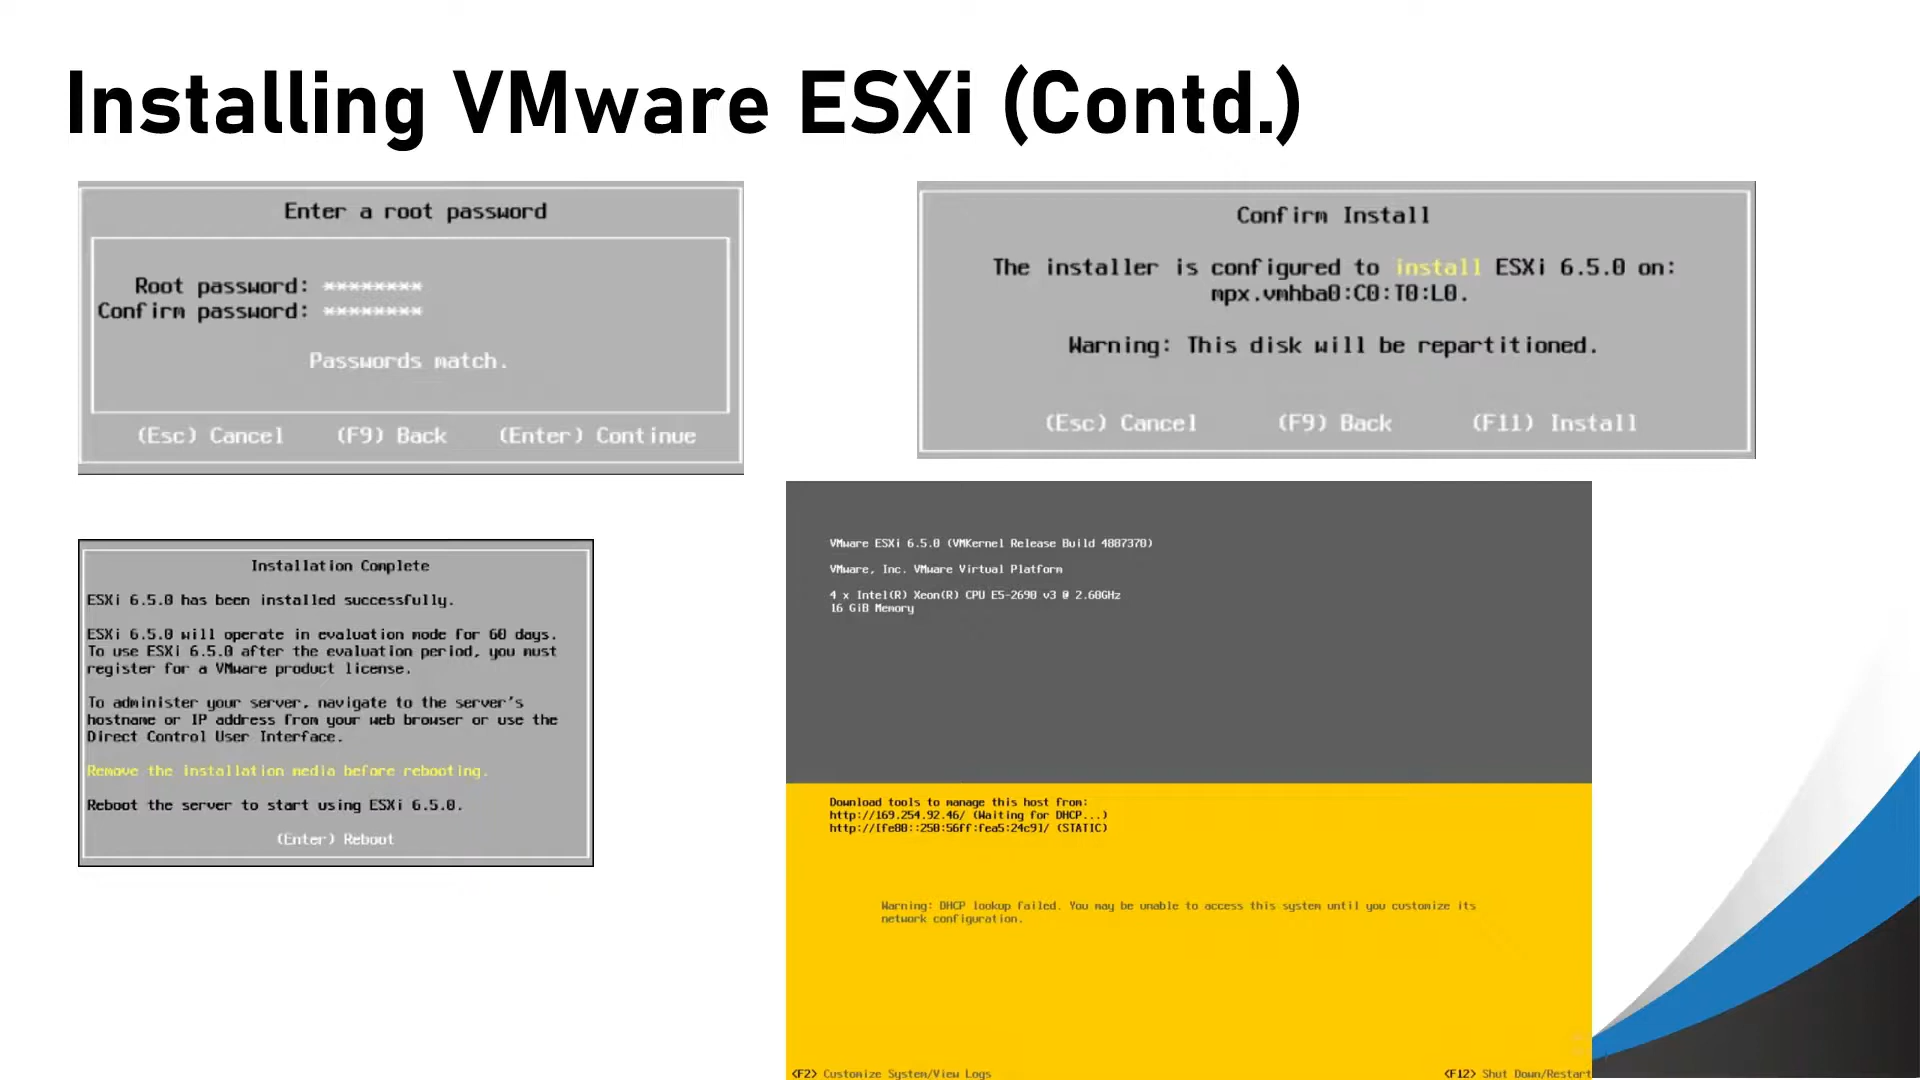 Installing VMware ESXi (Contd.)
Enter a root password
Root password: ********
Confirm password: ********
Passwords match.
(Esc) Cancel (F9) Back (Enter) Continue
Confirm Install
The installer is configured to install ESXi 6.5.0 on:
mpx.vmhba0:C0:T0:L0.
Warning: This disk will be repartitioned.
(Esc) Cancel (F9) Back (F11) Install
Installation Complete
ESXi 6.5.0 has been installed successfully.
ESXi 6.5.0 will operate in evaluation mode for 60 days.
To use ESXi 6.5.0 after the evaluation period, you must
register for a VMware product license.
To administer your server, navigate to the server's
hostname or IP address from your web browser or use the
Direct Control User Interface.
Remove the installation media before rebooting.
Reboot the server to start using ESXi 6.5.0.
(Enter) Reboot
VMware ESXi 6.5.0 (VMKernel Release Build 4887370)
VMware, Inc. VMware Virtual Platform
4 x Intel(R) Xeon(R) CPU E5-2690 v3 @ 2.60GHz
16 GiB Memory
Download tools to manage this host from:
http://169.254.92.46/ (Waiting for DHCP...)
http://[fe80::250:56ff:fea5:24c9]/ (STATIC)
Warning: DHCP lookup failed. You may be unable to access this system until you customize its
network configuration.
<F2> Customize System/View Logs
<F12> Shut Down/Restart